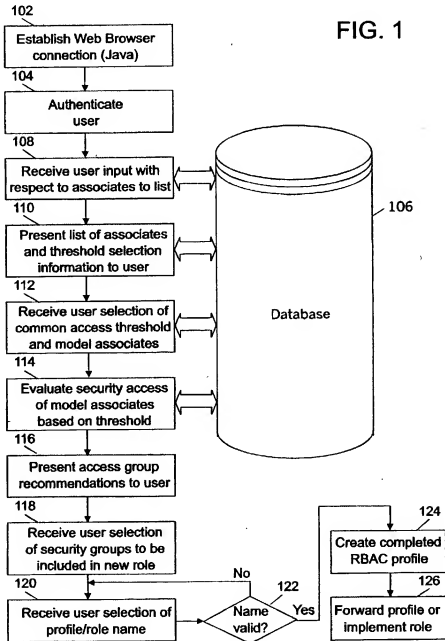 FIG. 1
102
Establish Web Browser
connection (Java)
104
Authenticate
user
108
Receive user input with
respect to associates to list
110
Present list of associates
and threshold selection
information to user
112
Receive user selection of
common access threshold
and model associates
114
Evaluate security access
of model associates
based on threshold
116
Present access group
recommendations to user
118
Receive user selection
of security groups to be
included in new role
120
Receive user selection of
profile/role name
106
Database
122
Name
valid?
No
Yes
124
Create completed
RBAC profile
126
Forward profile or
implement role